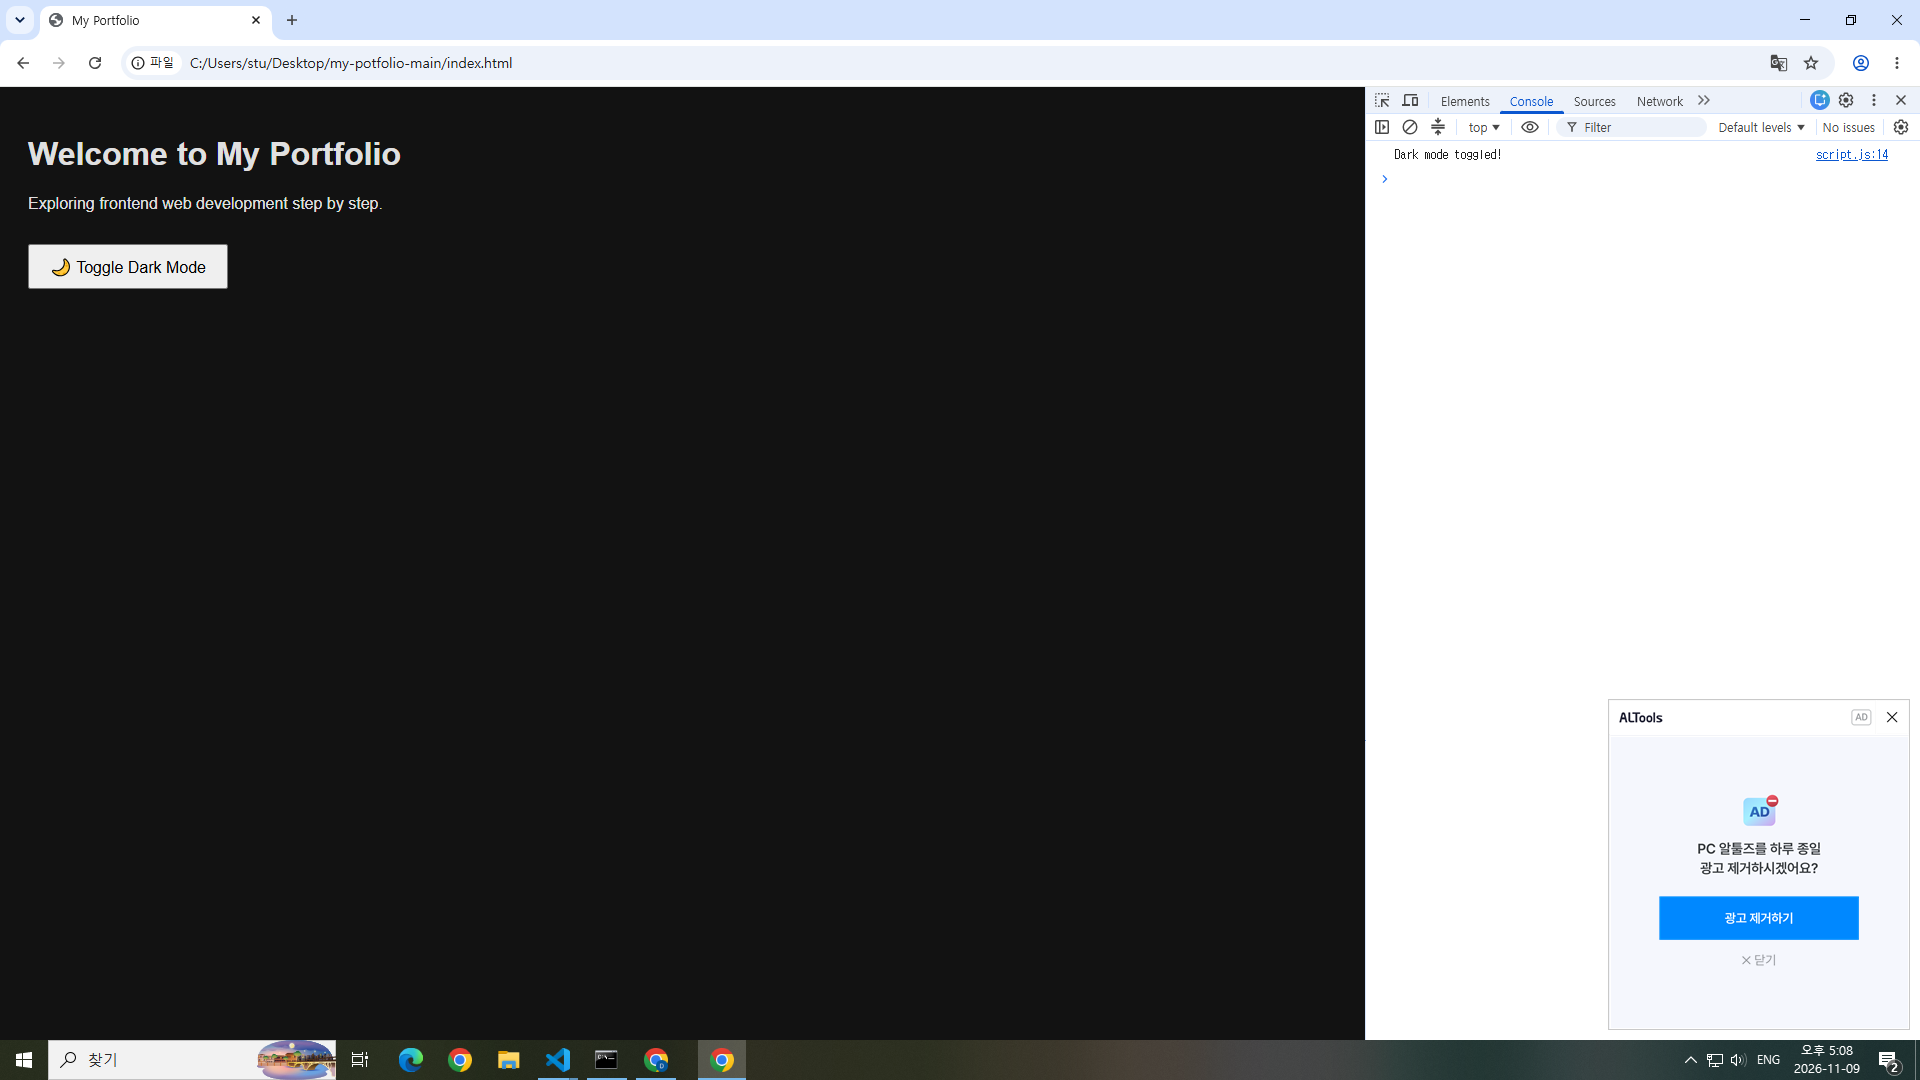 My Portfolio
파일
C:/Users/stu/Desktop/my-potfolio-main/index.html
Welcome to My Portfolio
Exploring frontend web development step by step.
🌙 Toggle Dark Mode
Elements
Console
Sources
Network
top
Filter
Default levels
No issues
Dark mode toggled!
script.js:14
ALTools
AD
AD
PC 알툴즈를 하루 종일
광고 제거하시겠어요?
광고 제거하기
닫기
찾기
ENG
오후 5:08
2026-11-09
2